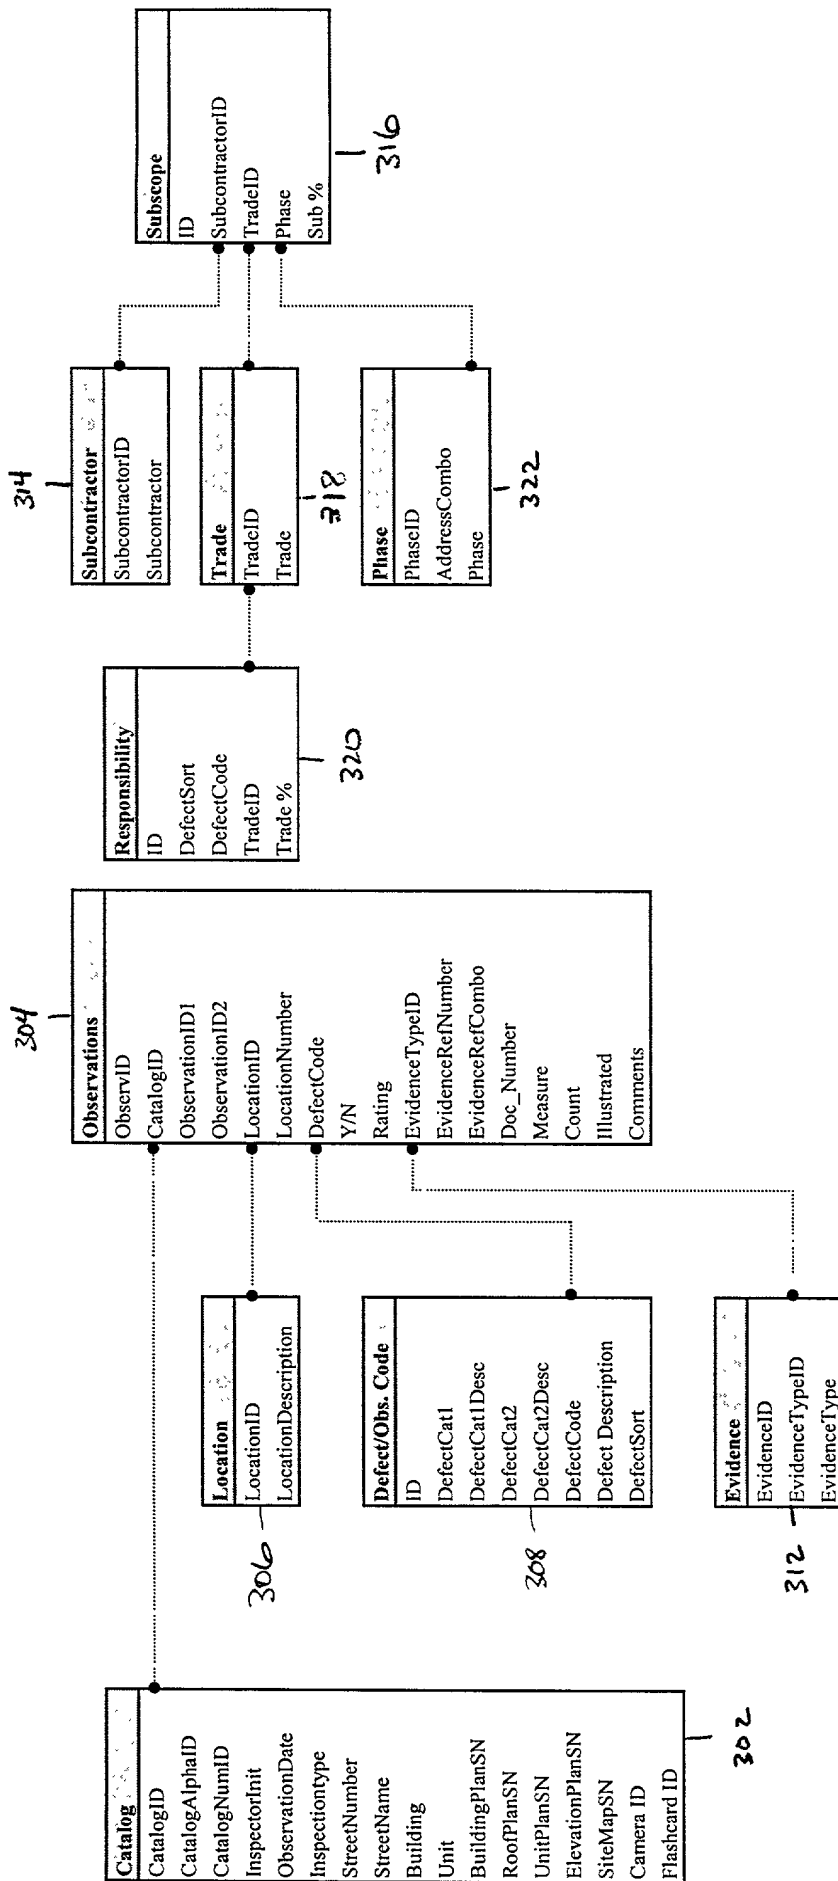 Catalog
CatalogID
CatalogAlphaID
CatalogNumID
InspectorInit
ObservationDate
Inspectiontype
StreetNumber
StreetName
Building
Unit
BuildingPlanSN
RoofPlanSN
UnitPlanSN
ElevationPlanSN
SiteMapSN
Camera ID
Flashcard ID
302
Location
LocationID
LocationDescription
306
Defect/Obs. Code
ID
DefectCat1
DefectCat1Desc
DefectCat2
DefectCat2Desc
DefectCode
Defect Description
DefectSort
308
Evidence
EvidenceID
EvidenceTypeID
EvidenceType
312
304
Observations
ObservID
CatalogID
ObservationID1
ObservationID2
LocationID
LocationNumber
DefectCode
Y/N
Rating
EvidenceTypeID
EvidenceRefNumber
EvidenceRefCombo
Doc_Number
Measure
Count
Illustrated
Comments
Responsibility
ID
DefectSort
DefectCode
TradeID
Trade %
320
314
Subcontractor
SubcontractorID
Subcontractor
Trade
TradeID
Trade
318
Phase
PhaseID
AddressCombo
Phase
322
Subscope
ID
SubcontractorID
TradeID
Phase
Sub %
316